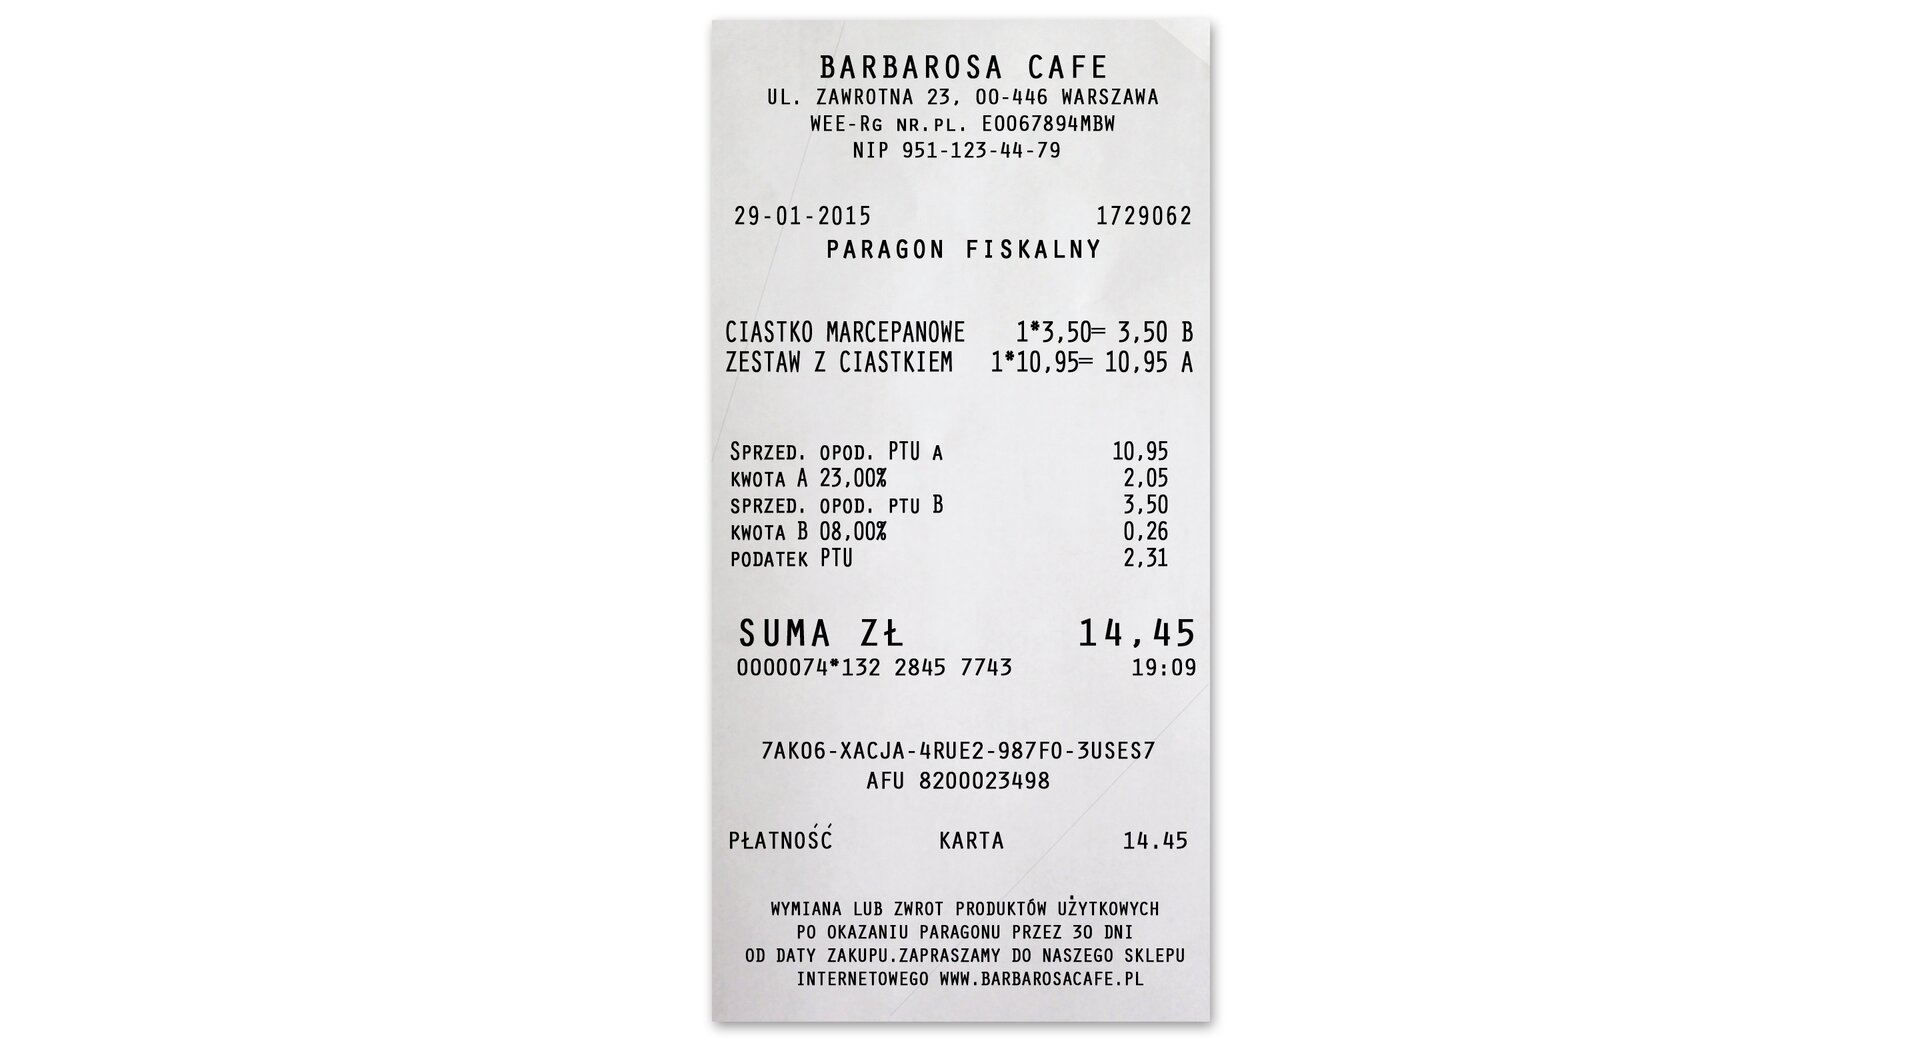 BARBAROSA CAFE
UL. ZAWROTNA 23, 00-446 WARSZAWA
WEE-RG NR.PL. E0067894MBW
NIP 951-123-44-79
29-01-2015 1729062
PARAGON FISKALNY
CIASTKO MARCEPANOWE 1*3,50= 3,50 B
ZESTAW Z CIASTKIEM 1*10,95= 10,95 A
SPRZED. OPOD. PTU A 10,95
KWOTA A 23,00% 2,05
SPRZED. OPOD. PTU B 3,50
KWOTA B 08,00% 0,26
PODATEK PTU 2,31
SUMA ZŁ 14,45
0000074*132 2845 7743 19:09
7AK06-XACJA-4RUE2-987F0-3USES7
AFU 8200023498
PŁATNOŚĆ KARTA 14.45
WYMIANA LUB ZWROT PRODUKTÓW UŻYTKOWYCH
PO OKAZANIU PARAGONU PRZEZ 30 DNI
OD DATY ZAKUPU.ZAPRASZAMY DO NASZEGO SKLEPU
INTERNETOWEGO WWW.BARBAROSACAFE.PL